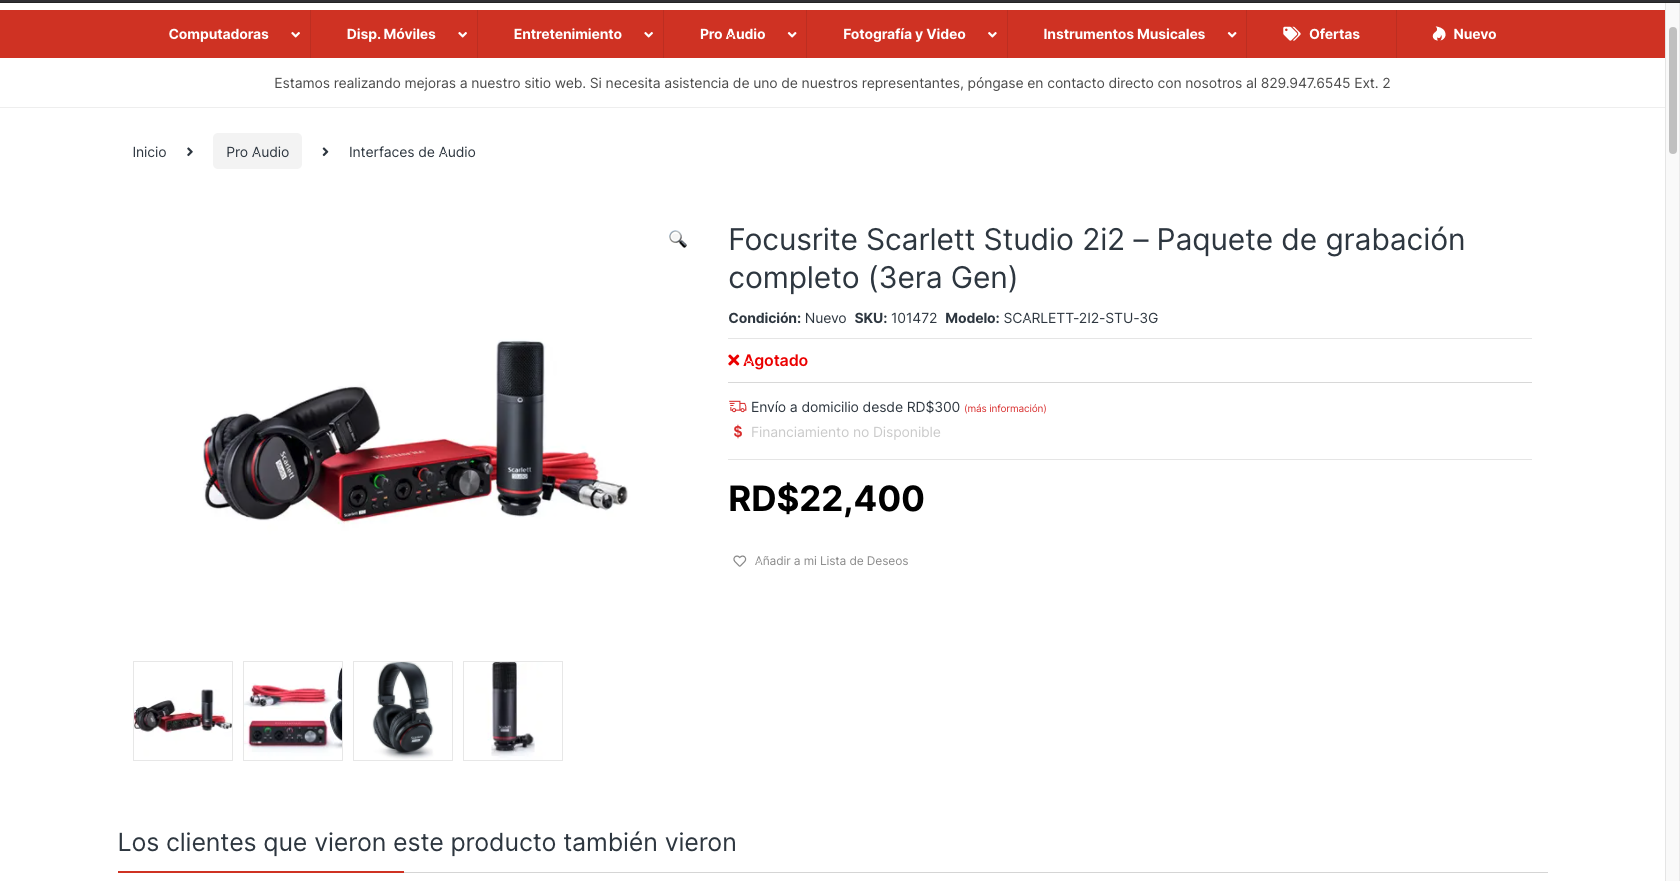 Computadoras Disp. Móviles Entretenimiento Pro Audio Fotografía y Video Instrumentos Musicales Ofertas Nuevo
Estamos realizando mejoras a nuestro sitio web. Si necesita asistencia de uno de nuestros representantes, póngase en contacto directo con nosotros al 829.947.6545 Ext. 2
Inicio Pro Audio Interfaces de Audio
Focusrite Scarlett Studio 2i2 – Paquete de grabación
completo (3era Gen)
Condición: Nuevo SKU: 101472 Modelo: SCARLETT-2I2-STU-3G
Agotado
Envío a domicilio desde RD$300 (más información)
$ Financiamiento no Disponible
RD$22,400
Añadir a mi Lista de Deseos
Scarlett
Focusrite
Scarlett
STUDIO
Los clientes que vieron este producto también vieron